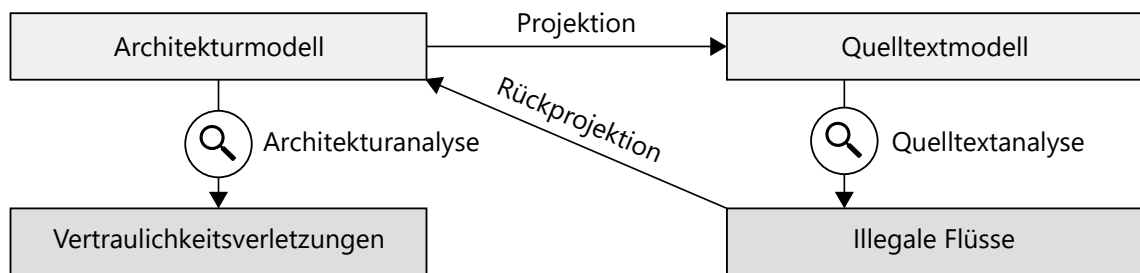 Projektion
Architekturmodell
Quelltextmodell
Rückprojektion
Architekturanalyse
Quelltextanalyse
Vertraulichkeitsverletzungen
Illegale Flüsse